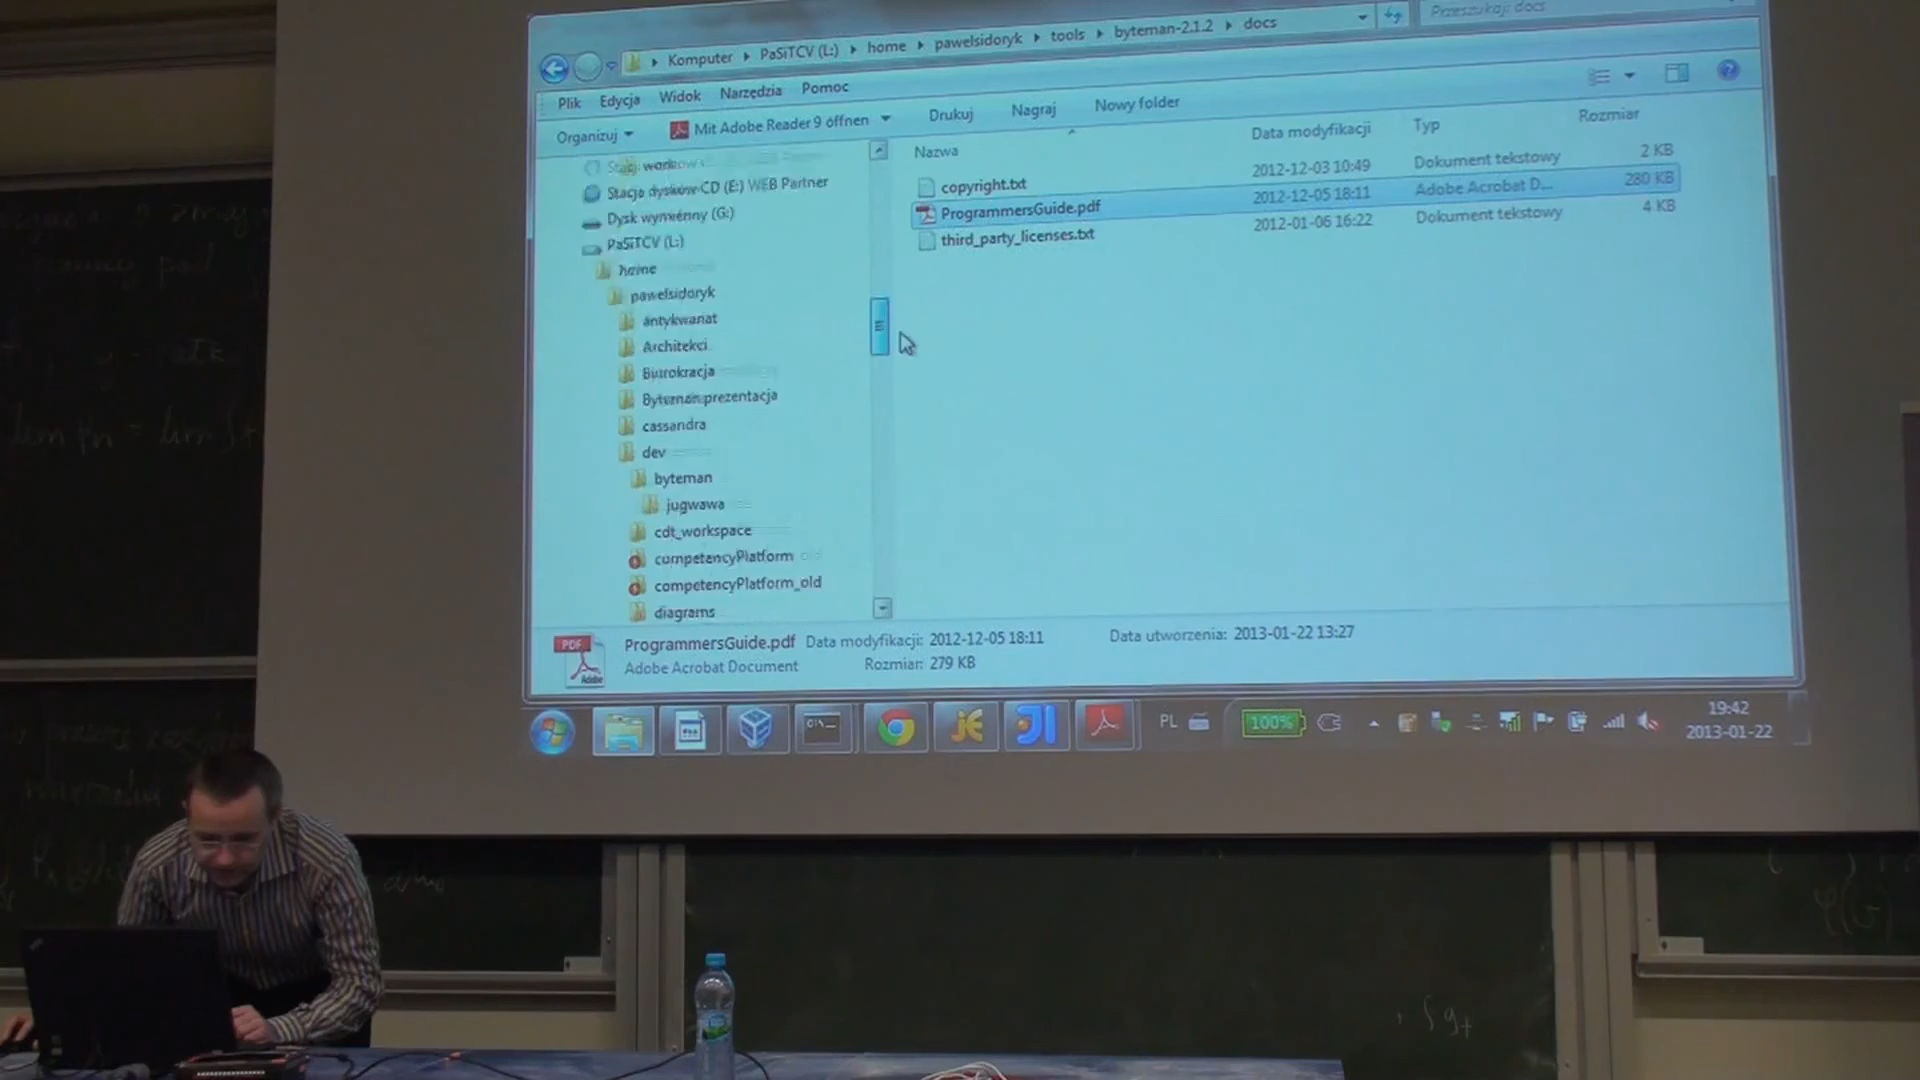 Komputer ▸ PaSiTCV (L:) ▸ home ▸ pawelsidoryk ▸ tools ▸ byteman-2.1.2 ▸ docs
Przeszukaj: docs
Plik Edycja Widok Narzędzia Pomoc
Organizuj Mit Adobe Reader 9 öffnen Drukuj Nagraj Nowy folder
Nazwa Data modyfikacji Typ Rozmiar
copyright.txt 2012-12-03 10:49 Dokument tekstowy 2 KB
ProgrammersGuide.pdf 2012-12-05 18:11 Adobe Acrobat D... 280 KB
third_party_licenses.txt 2012-01-06 16:22 Dokument tekstowy 4 KB
Stacja dysków CD (E:) WEB Partner
Dysk wymienny (G:)
PaSiTCV (L:)
home
pawelsidoryk
antykwariat
Architekci
Biurokracja
Byteman prezentacja
cassandra
dev
byteman
jugwawa
cdt_workspace
competencyPlatform
competencyPlatform_old
diagrams
PDF
Adobe
ProgrammersGuide.pdf Data modyfikacji: 2012-12-05 18:11 Data utworzenia: 2013-01-22 13:27
Adobe Acrobat Document Rozmiar: 279 KB
PL 100% 19:42
2013-01-22